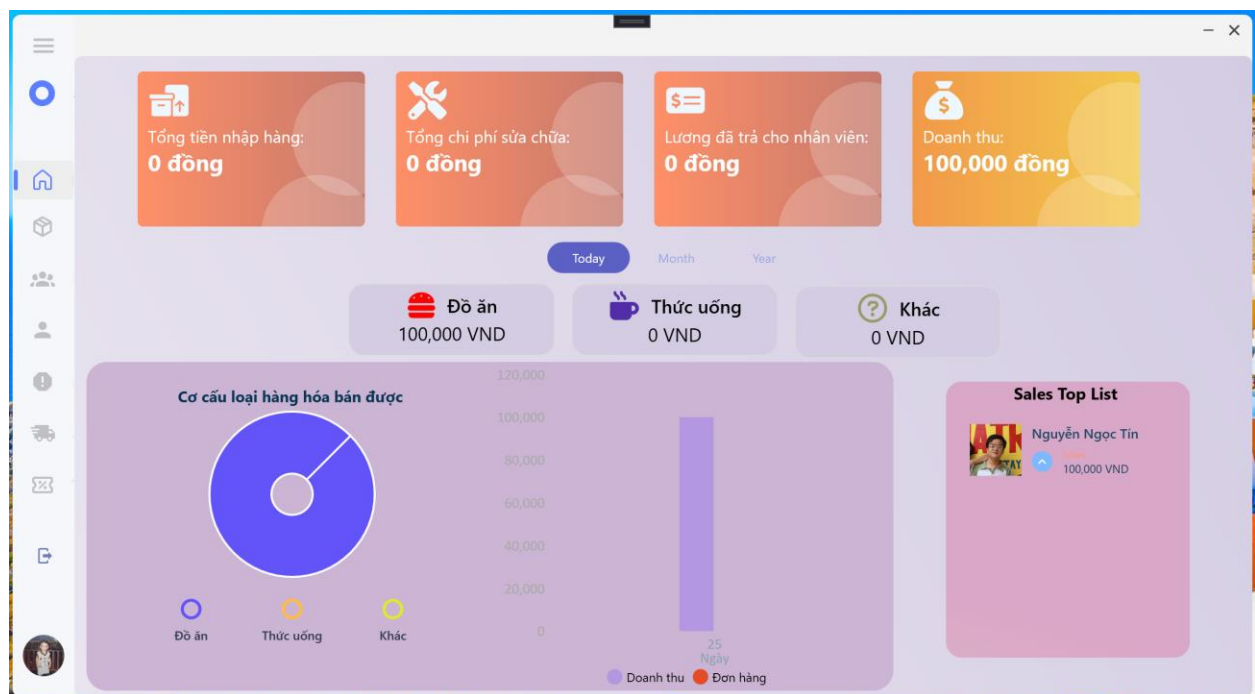 Tổng tiền nhập hàng:
0 đồng
Tổng chi phí sửa chữa:
0 đồng
Lương đã trả cho nhân viên:
0 đồng
Doanh thu:
100,000 đồng
Today
Month
Year
Đồ ăn
100,000 VND
Thức uống
0 VND
Khác
0 VND
Cơ cấu loại hàng hóa bán được
Đồ ăn
Thức uống
Khác
120,000
100,000
80,000
60,000
40,000
20,000
0
25
Ngày
Doanh thu
Đơn hàng
Sales Top List
Nguyễn Ngọc Tín
100,000 VND